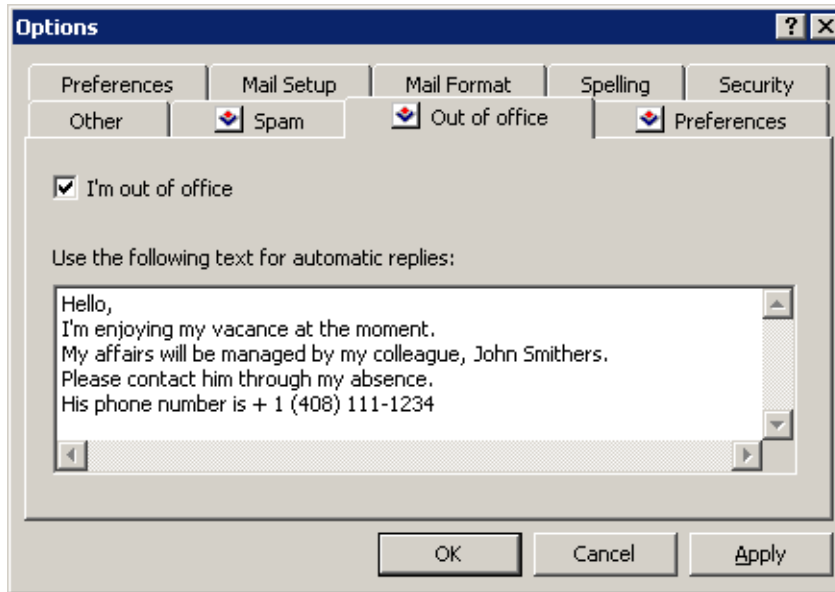 Options
Preferences Mail Setup Mail Format Spelling Security
Other Spam Out of office Preferences
I'm out of office
Use the following text for automatic replies:
Hello,
I'm enjoying my vacance at the moment.
My affairs will be managed by my colleague, John Smithers.
Please contact him through my absence.
His phone number is + 1 (408) 111-1234
OK Cancel Apply